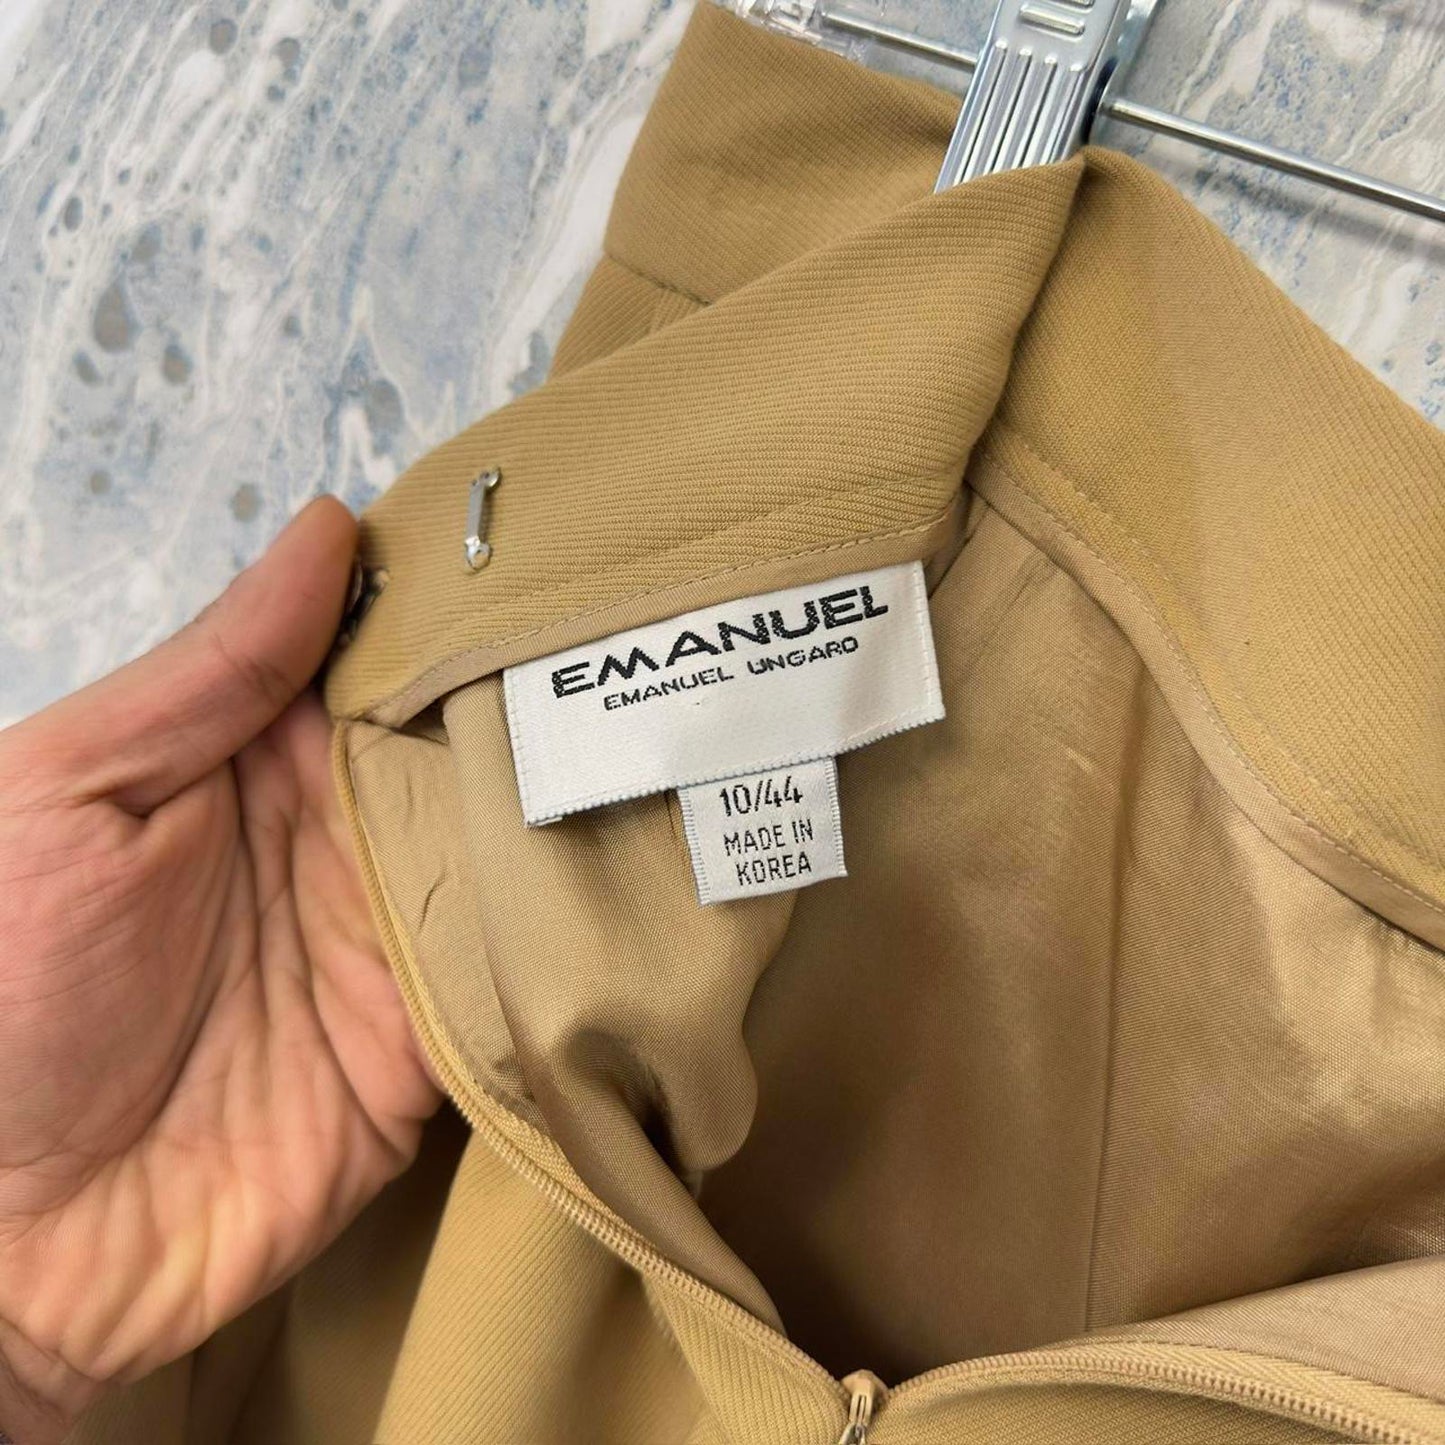 EMANUEL
EMANUEL UNGARO
10/44
MADE IN
KOREA